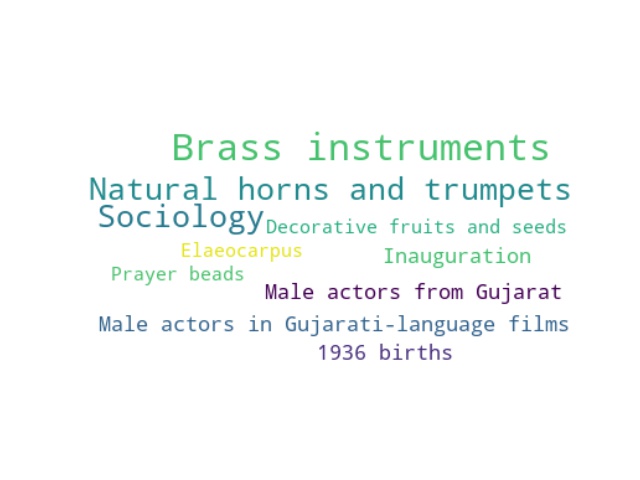 Brass instruments
Natural horns and trumpets
Sociology
Decorative fruits and seeds
Elaeocarpus
Inauguration
Prayer beads
Male actors from Gujarat
Male actors in Gujarati-language films
1936 births